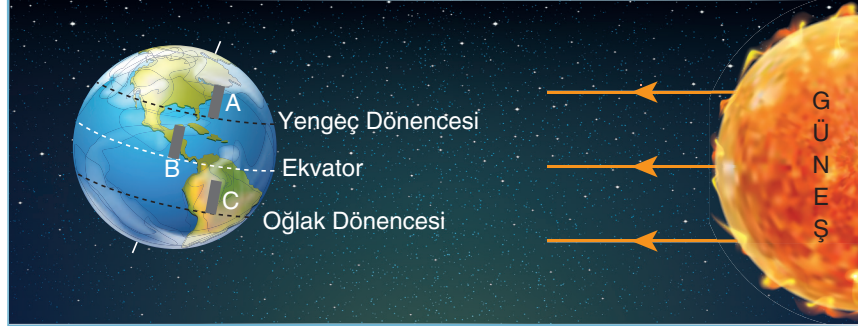 A
Yengeç Dönencesi
B
Ekvator
C
Oğlak Dönencesi
GÜNEŞ